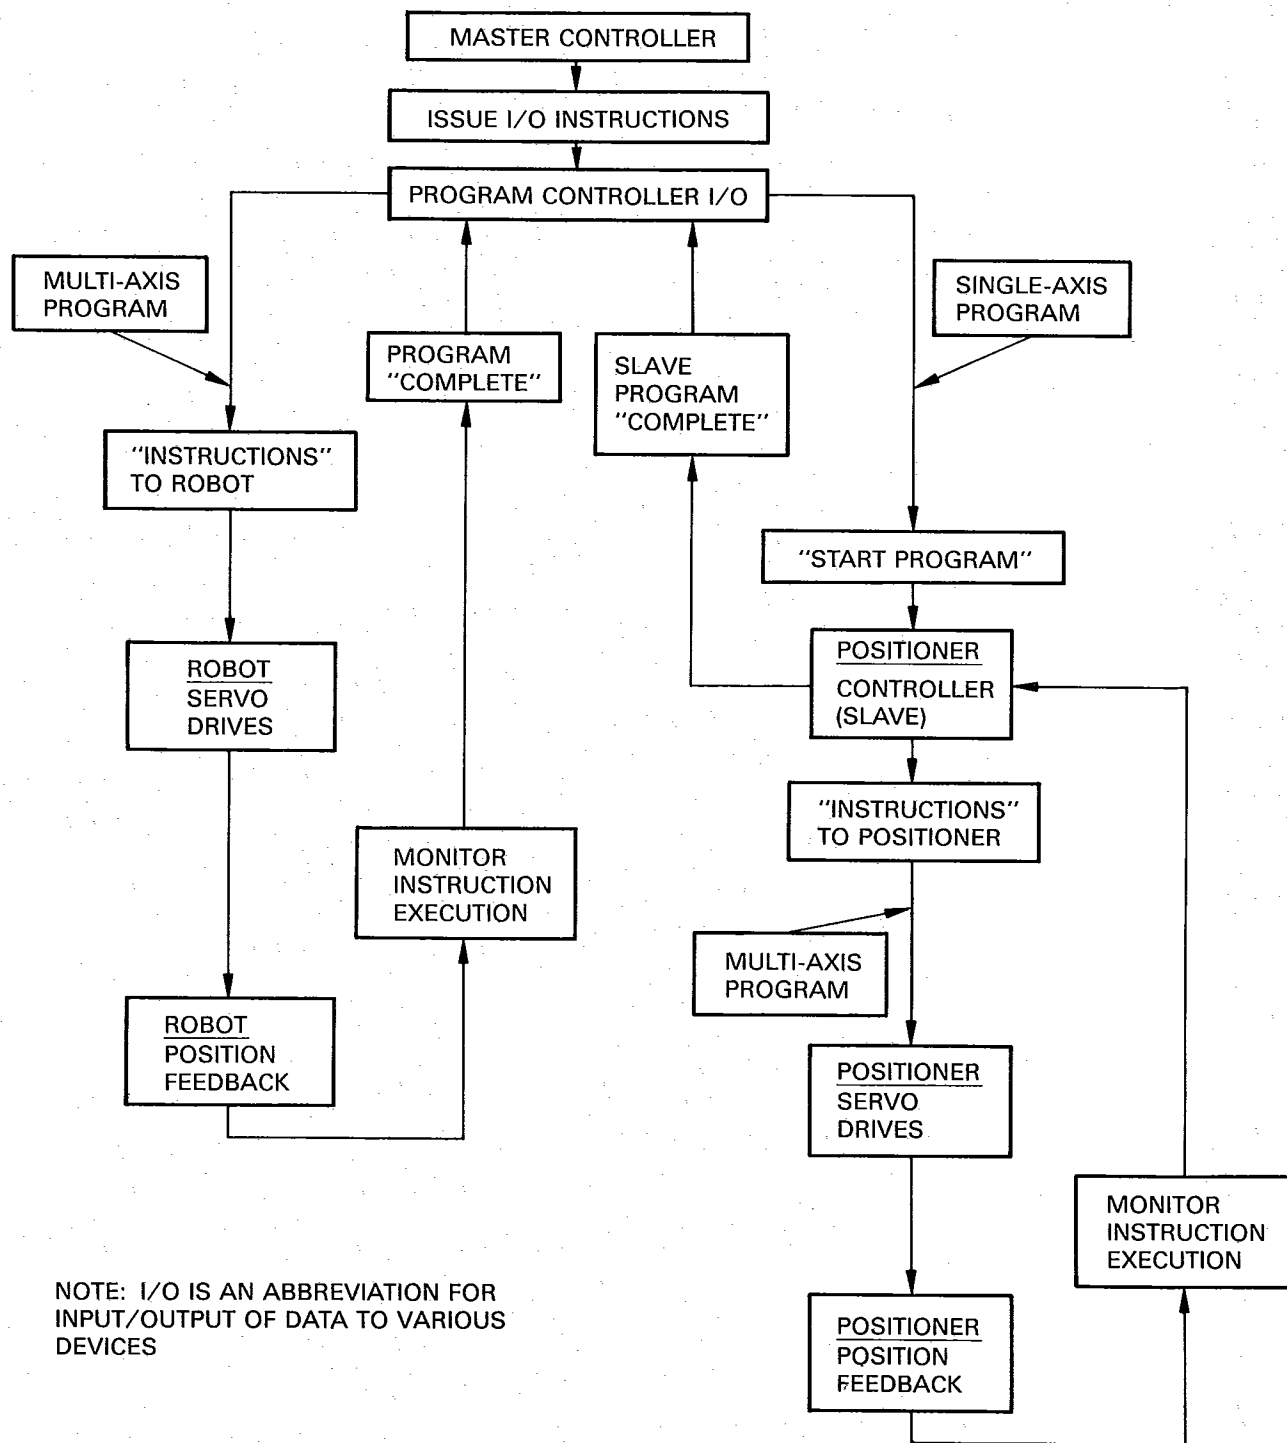 MASTER CONTROLLER
ISSUE I/O INSTRUCTIONS
PROGRAM CONTROLLER I/O
MULTI-AXIS
PROGRAM
SINGLE-AXIS
PROGRAM
PROGRAM
"COMPLETE"
SLAVE
PROGRAM
"COMPLETE"
"INSTRUCTIONS"
TO ROBOT
"START PROGRAM"
ROBOT
SERVO
DRIVES
POSITIONER
CONTROLLER
(SLAVE)
"INSTRUCTIONS"
TO POSITIONER
MONITOR
INSTRUCTION
EXECUTION
MULTI-AXIS
PROGRAM
ROBOT
POSITION
FEEDBACK
POSITIONER
SERVO
DRIVES
MONITOR
INSTRUCTION
EXECUTION
NOTE: I/O IS AN ABBREVIATION FOR
INPUT/OUTPUT OF DATA TO VARIOUS
DEVICES
POSITIONER
POSITION
FEEDBACK